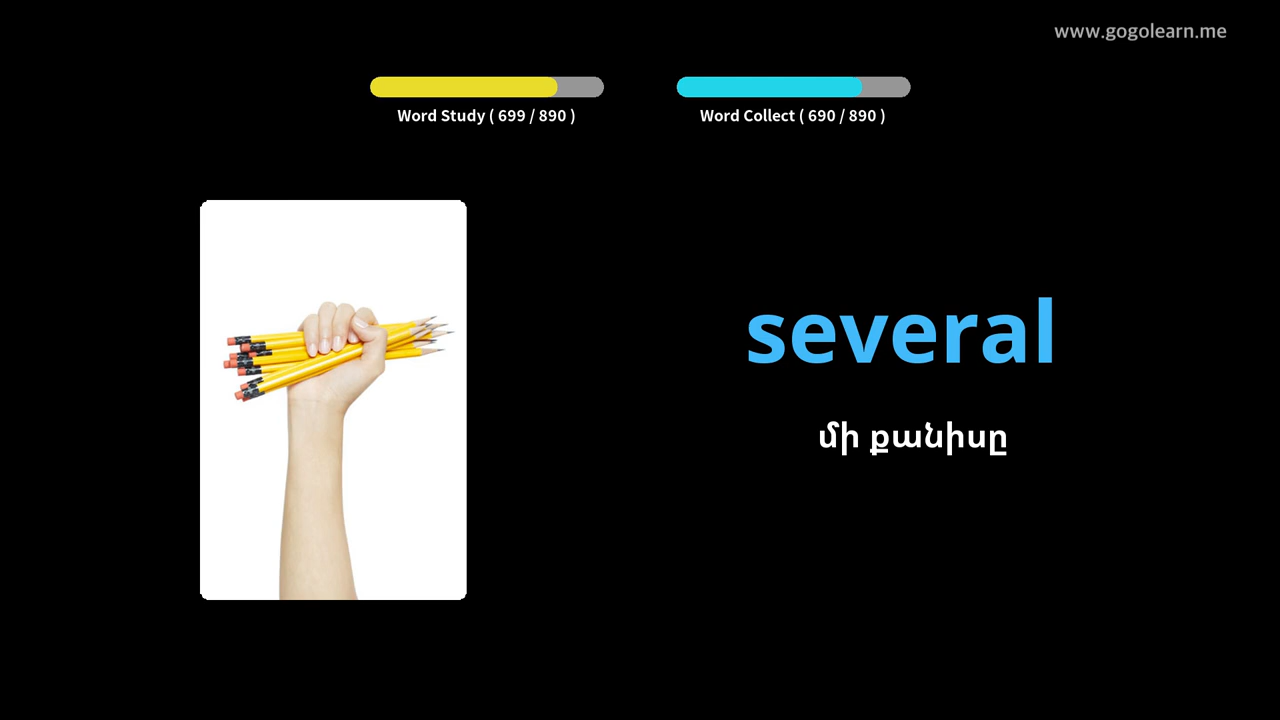 www.gogolearn.me
Word Study ( 699 / 890 )
Word Collect ( 690 / 890 )
several
մի քանիսը